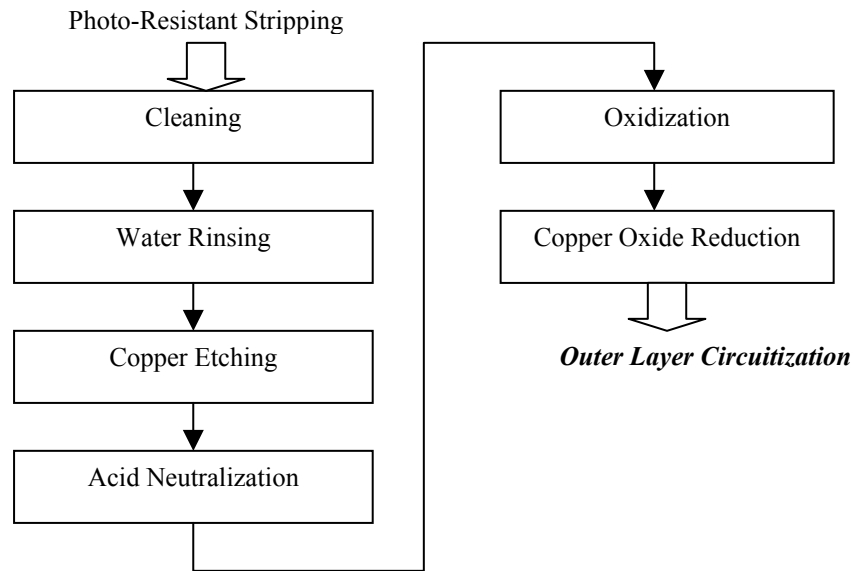 Photo-Resistant Stripping
Cleaning
Water Rinsing
Copper Etching
Acid Neutralization
Oxidization
Copper Oxide Reduction
Outer Layer Circuitization